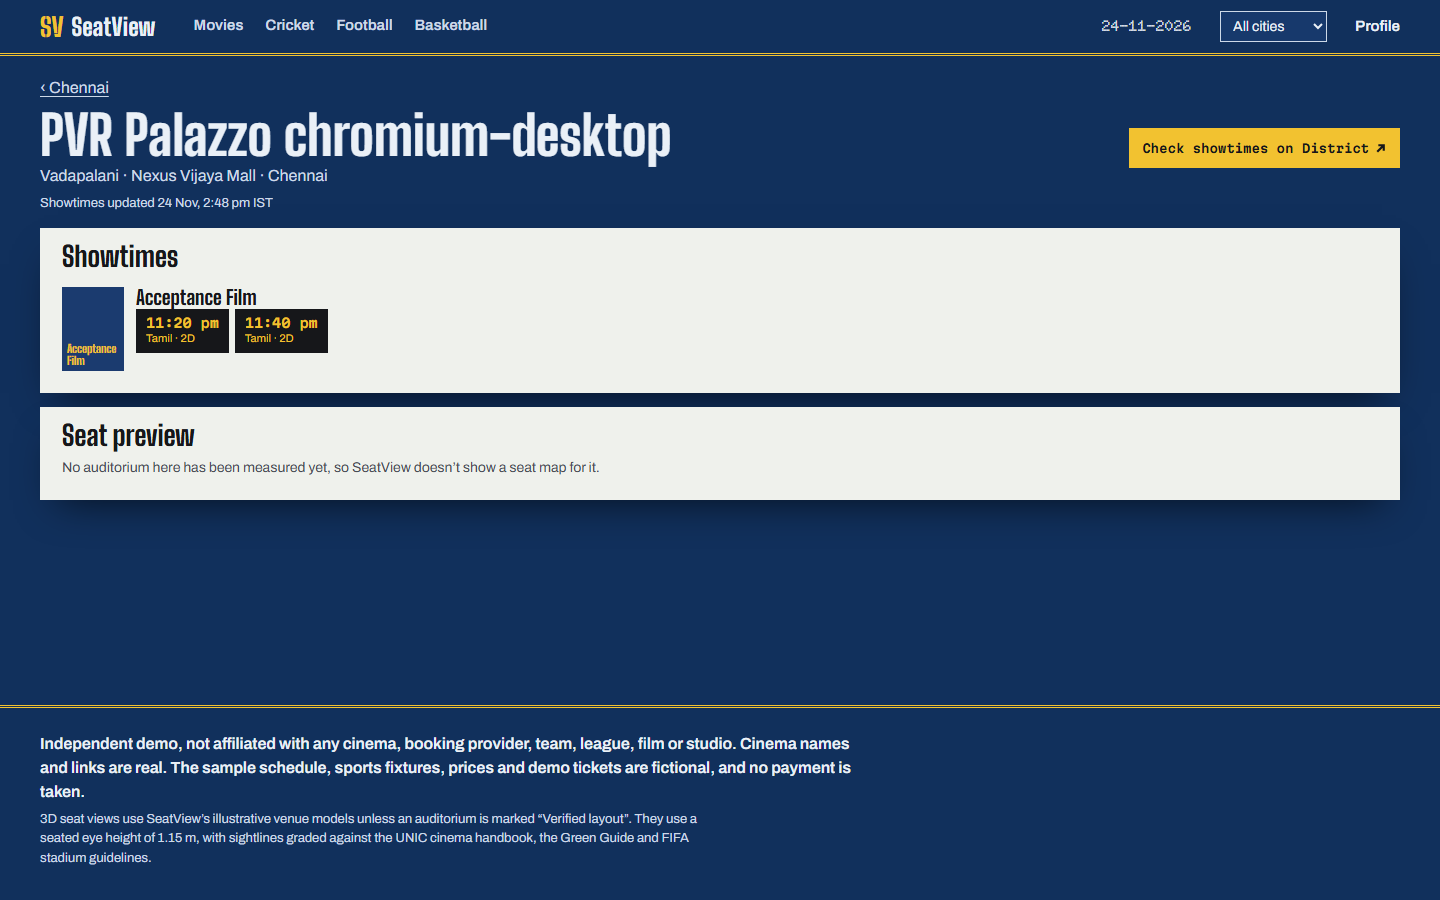 SV SeatView Movies Cricket Football Basketball 24-11-2026 All cities Profile
‹ Chennai
PVR Palazzo chromium-desktop
Check showtimes on District ↗
Vadapalani · Nexus Vijaya Mall · Chennai
Showtimes updated 24 Nov, 2:48 pm IST
Showtimes
Acceptance Film
Acceptance Film
11:20 pm 11:40 pm
Tamil · 2D Tamil · 2D
Seat preview
No auditorium here has been measured yet, so SeatView doesn’t show a seat map for it.
Independent demo, not affiliated with any cinema, booking provider, team, league, film or studio. Cinema names
and links are real. The sample schedule, sports fixtures, prices and demo tickets are fictional, and no payment is
taken.
3D seat views use SeatView’s illustrative venue models unless an auditorium is marked “Verified layout”. They use a
seated eye height of 1.15 m, with sightlines graded against the UNIC cinema handbook, the Green Guide and FIFA
stadium guidelines.